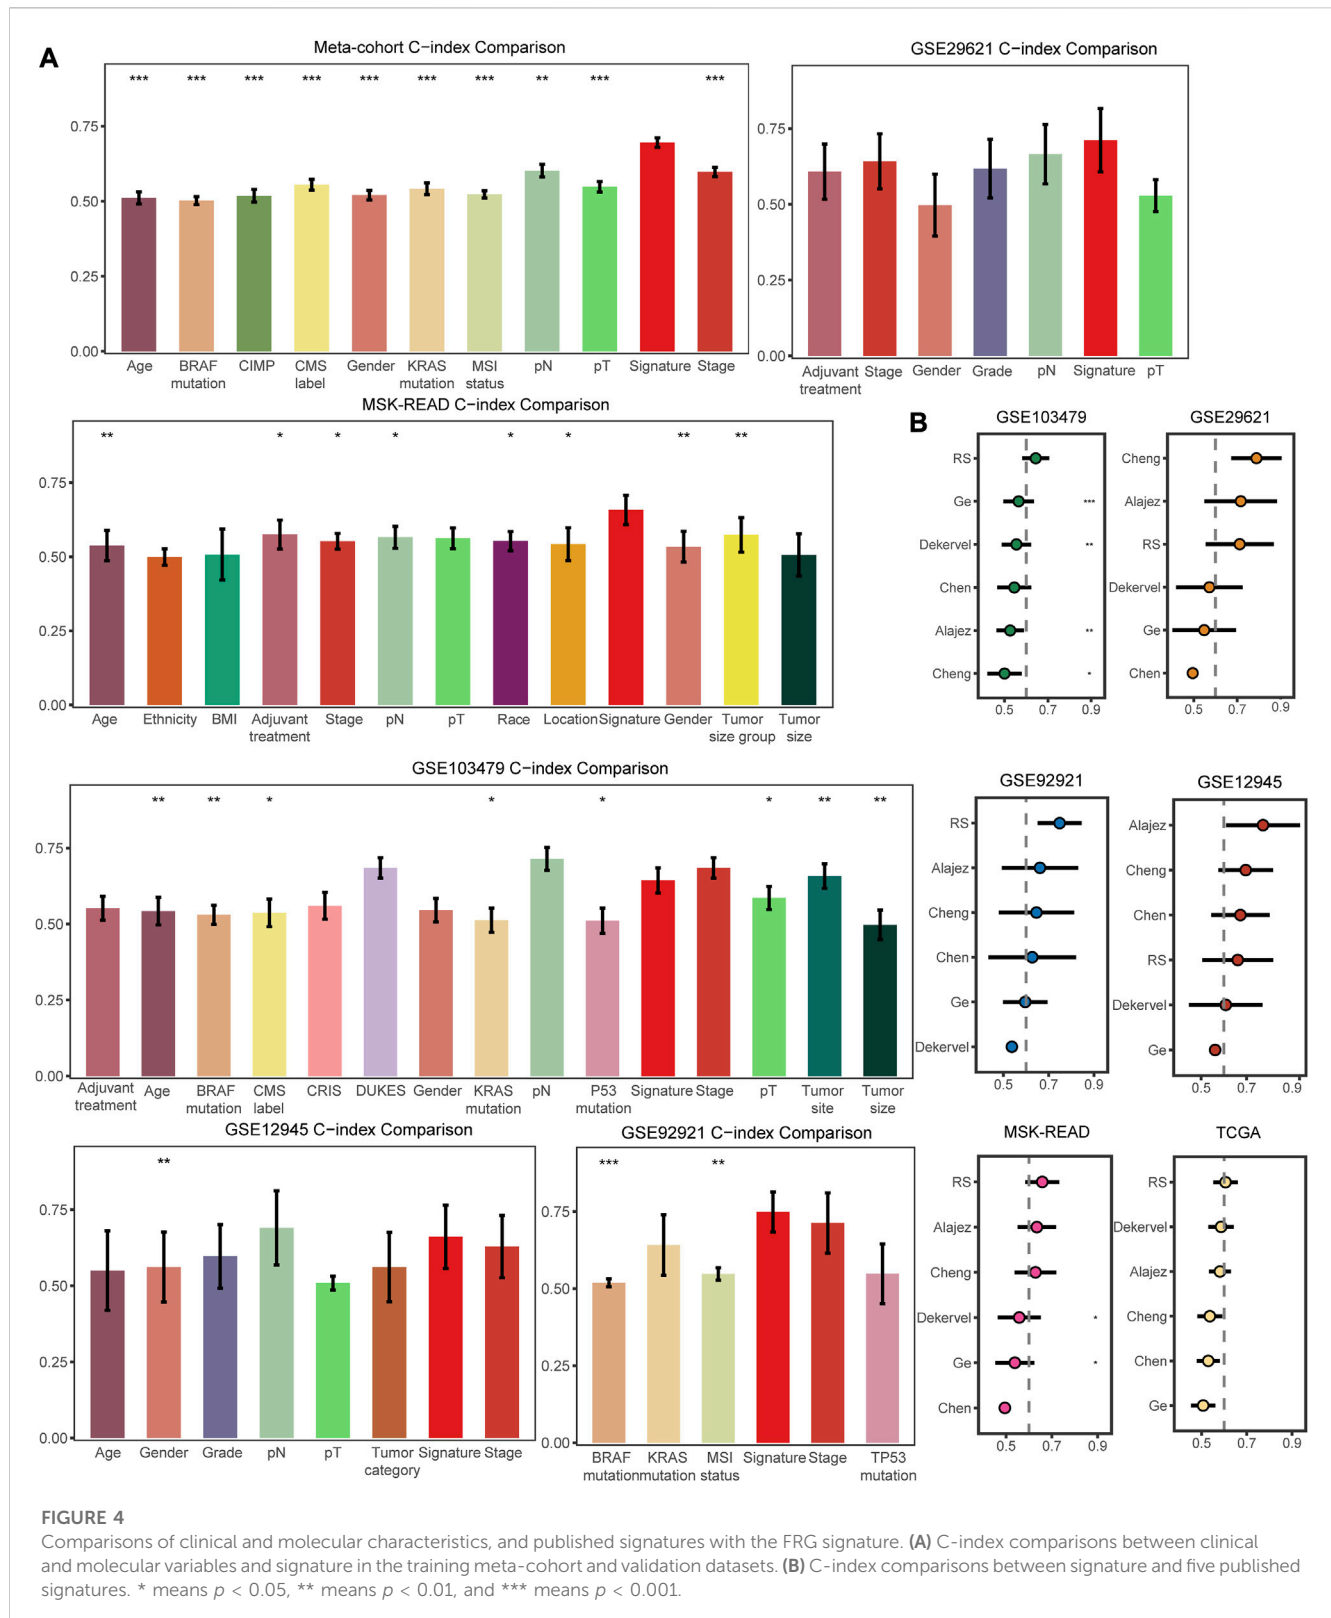 A
Meta-cohort C-index Comparison
*** *** *** *** *** *** *** ** *** ***
0.75
0.50
0.25
0.00
Age BRAF mutation CIMP CMS label Gender KRAS mutation MSI status pN pT Signature Stage
GSE29621 C-index Comparison
0.75
0.50
0.25
0.00
Adjuvant treatment Stage Gender Grade pN Signature pT
MSK-READ C-index Comparison
** * * * * * ** **
0.75
0.50
0.25
0.00
Age Ethnicity BMI Adjuvant treatment Stage pN pT Race Location Signature Gender Tumor size group Tumor size
GSE103479 C-index Comparison
** ** * * * * ** **
0.75
0.50
0.25
0.00
Adjuvant treatment Age BRAF mutation CMS label CRIS DUKES Gender KRAS mutation pN P53 mutation Signature Stage pT Tumor site Tumor size
GSE12945 C-index Comparison
**
0.75
0.50
0.25
0.00
Age Gender Grade pN pT Tumor category Signature Stage
GSE92921 C-index Comparison
*** **
0.75
0.50
0.25
0.00
BRAF mutation KRAS mutation MSI status Signature Stage TP53 mutation
B
GSE103479
RS
Ge ***
Dekervel **
Chen
Alajez **
Cheng *
0.5 0.7 0.9
GSE29621
Cheng
Alajez
RS
Dekervel
Ge
Chen
0.5 0.7 0.9
GSE92921
RS
Alajez
Cheng
Chen
Ge
Dekervel
0.5 0.7 0.9
GSE12945
Alajez
Cheng
Chen
RS
Dekervel
Ge
0.5 0.7 0.9
MSK-READ
RS
Alajez
Cheng
Dekervel *
Ge *
Chen
0.5 0.7 0.9
TCGA
RS
Dekervel
Alajez
Cheng
Chen
Ge
0.5 0.7 0.9
FIGURE 4
Comparisons of clinical and molecular characteristics, and published signatures with the FRG signature. (A) C-index comparisons between clinical
and molecular variables and signature in the training meta-cohort and validation datasets. (B) C-index comparisons between signature and five published
signatures. * means p < 0.05, ** means p < 0.01, and *** means p < 0.001.